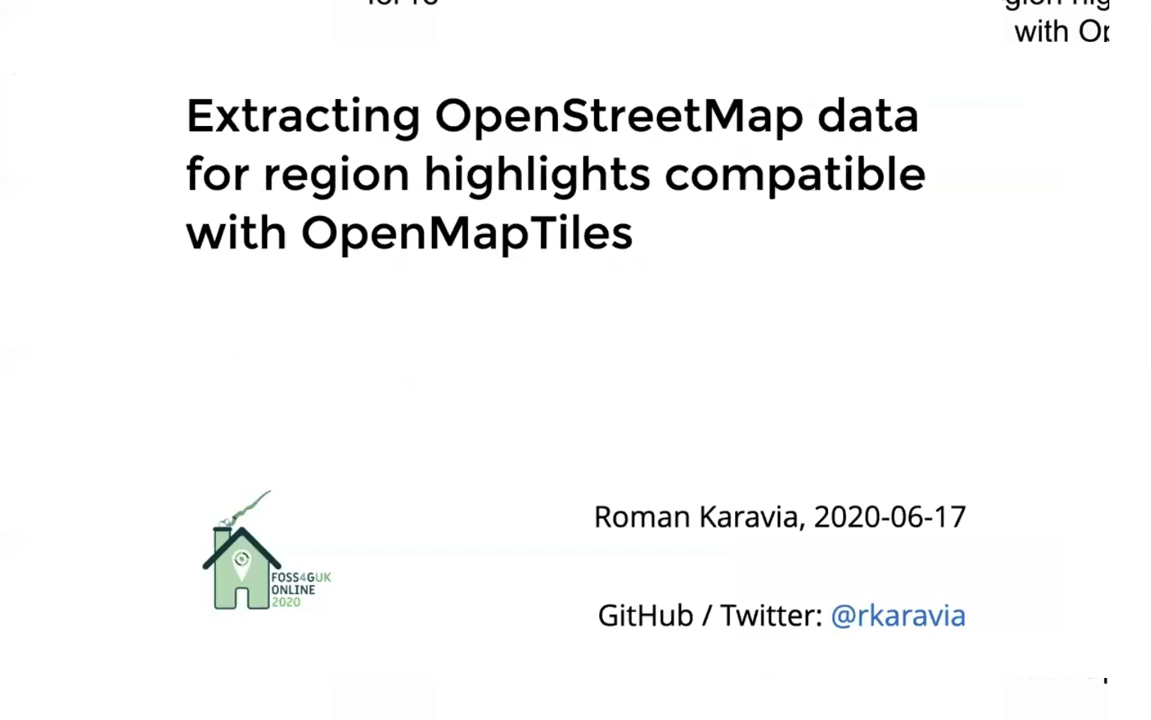 with
Extracting OpenStreetMap data
for region highlights compatible
with OpenMapTiles
Roman Karavia, 2020-06-17
FOSS4GUK
ONLINE
2020
GitHub / Twitter: @rkaravia